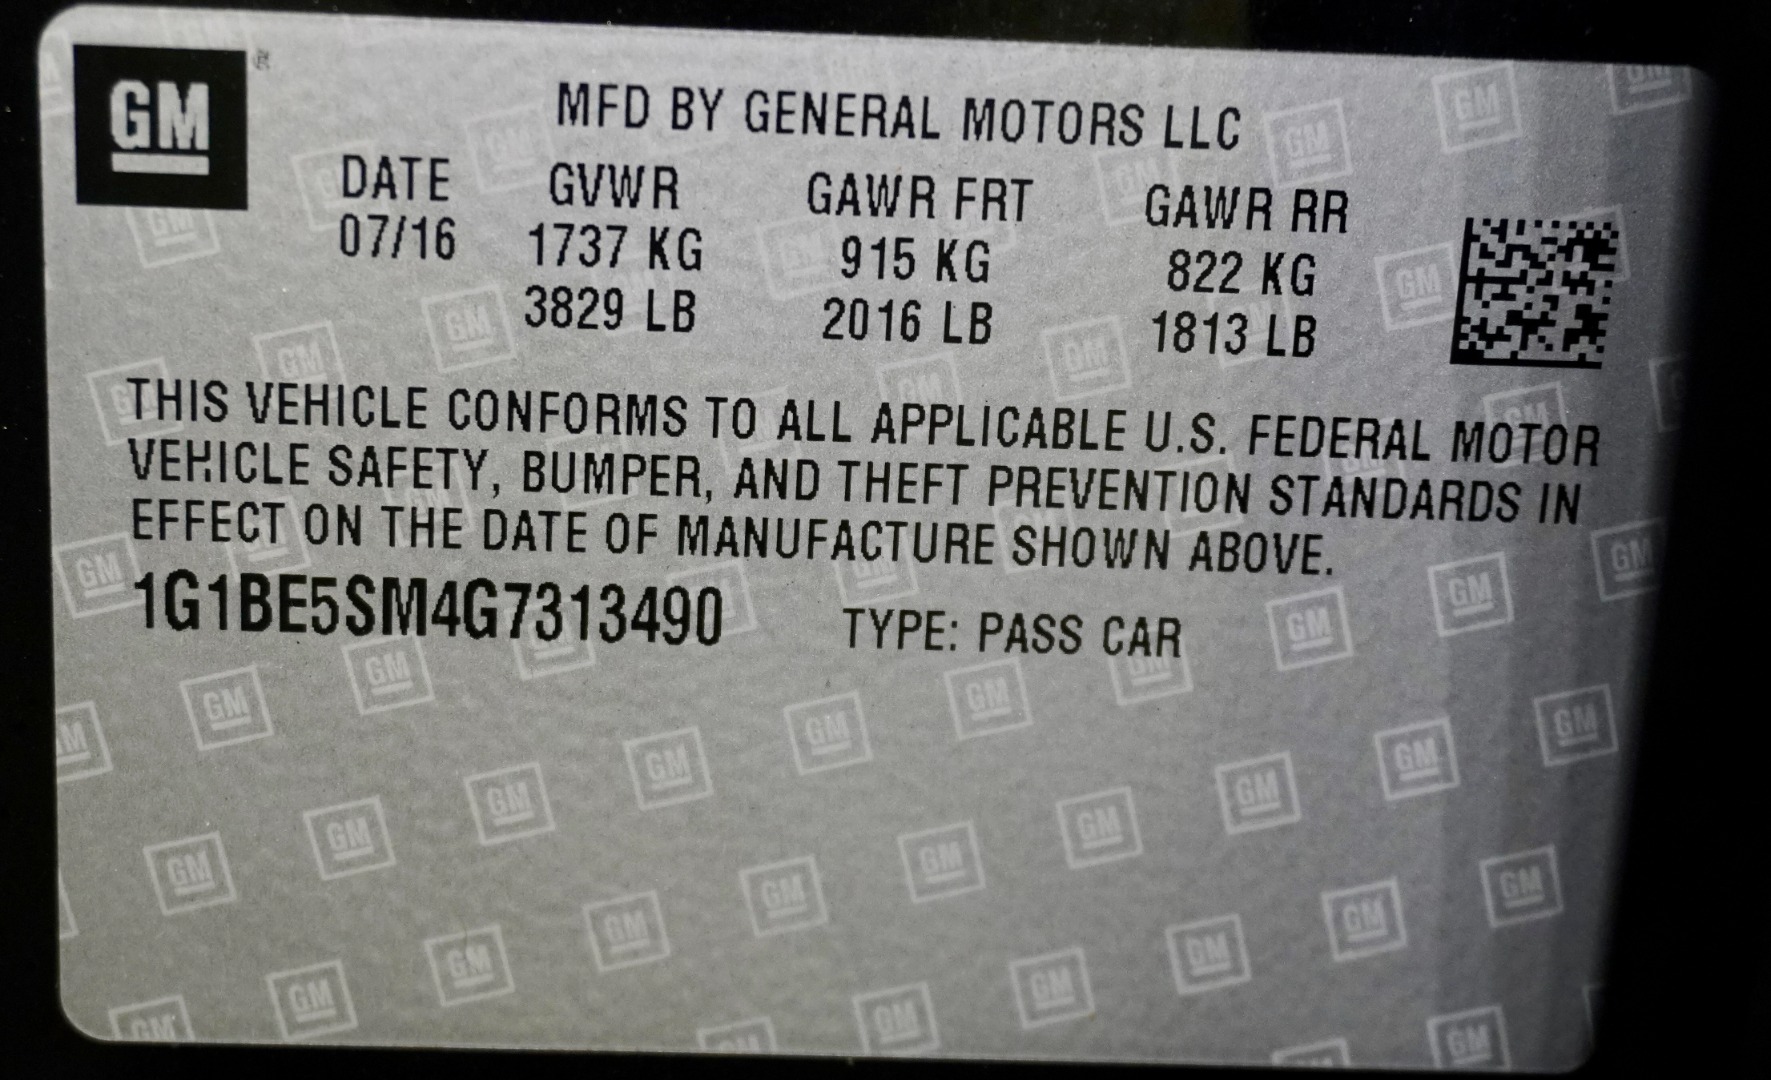 GM
MFD BY GENERAL MOTORS LLC
DATE GVWR GAWR FRT GAWR RR
07/16 1737 KG 915 KG 822 KG
3829 LB 2016 LB 1813 LB
THIS VEHICLE CONFORMS TO ALL APPLICABLE U.S. FEDERAL MOTOR
VEHICLE SAFETY, BUMPER, AND THEFT PREVENTION STANDARDS IN
EFFECT ON THE DATE OF MANUFACTURE SHOWN ABOVE.
1G1BE5SM4G7313490 TYPE: PASS CAR